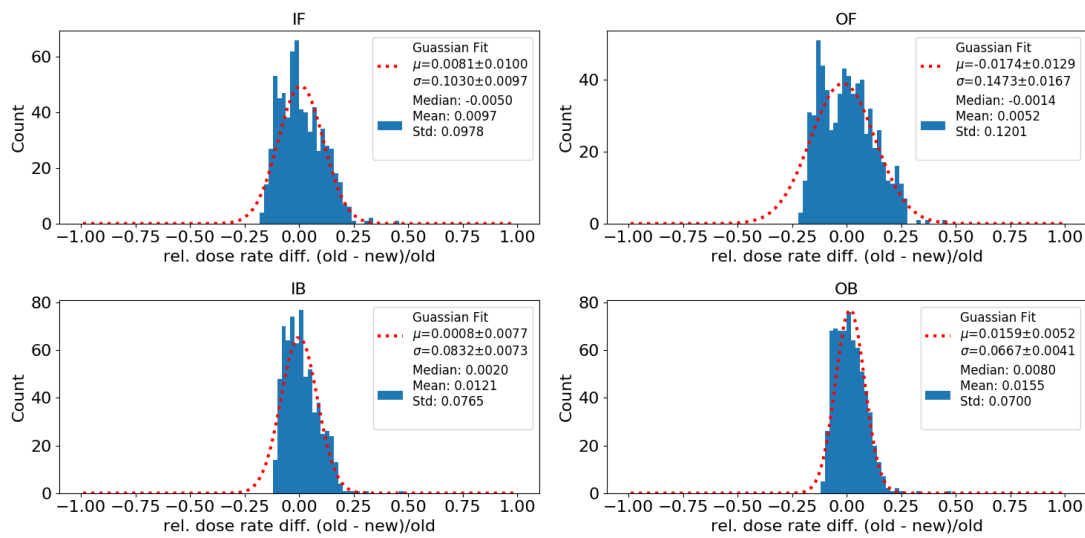 IF
Count
60
40
20
0
Guassian Fit
μ=0.0081±0.0100
σ=0.1030±0.0097
Median: -0.0050
Mean: 0.0097
Std: 0.0978
−1.00 −0.75 −0.50 −0.25 0.00 0.25 0.50 0.75 1.00
rel. dose rate diff. (old - new)/old
OF
Count
40
20
0
Guassian Fit
μ=-0.0174±0.0129
σ=0.1473±0.0167
Median: -0.0014
Mean: 0.0052
Std: 0.1201
−1.00 −0.75 −0.50 −0.25 0.00 0.25 0.50 0.75 1.00
rel. dose rate diff. (old - new)/old
IB
Count
80
60
40
20
0
Guassian Fit
μ=0.0008±0.0077
σ=0.0832±0.0073
Median: 0.0020
Mean: 0.0121
Std: 0.0765
−1.00 −0.75 −0.50 −0.25 0.00 0.25 0.50 0.75 1.00
rel. dose rate diff. (old - new)/old
OB
Count
80
60
40
20
0
Guassian Fit
μ=0.0159±0.0052
σ=0.0667±0.0041
Median: 0.0080
Mean: 0.0155
Std: 0.0700
−1.00 −0.75 −0.50 −0.25 0.00 0.25 0.50 0.75 1.00
rel. dose rate diff. (old - new)/old